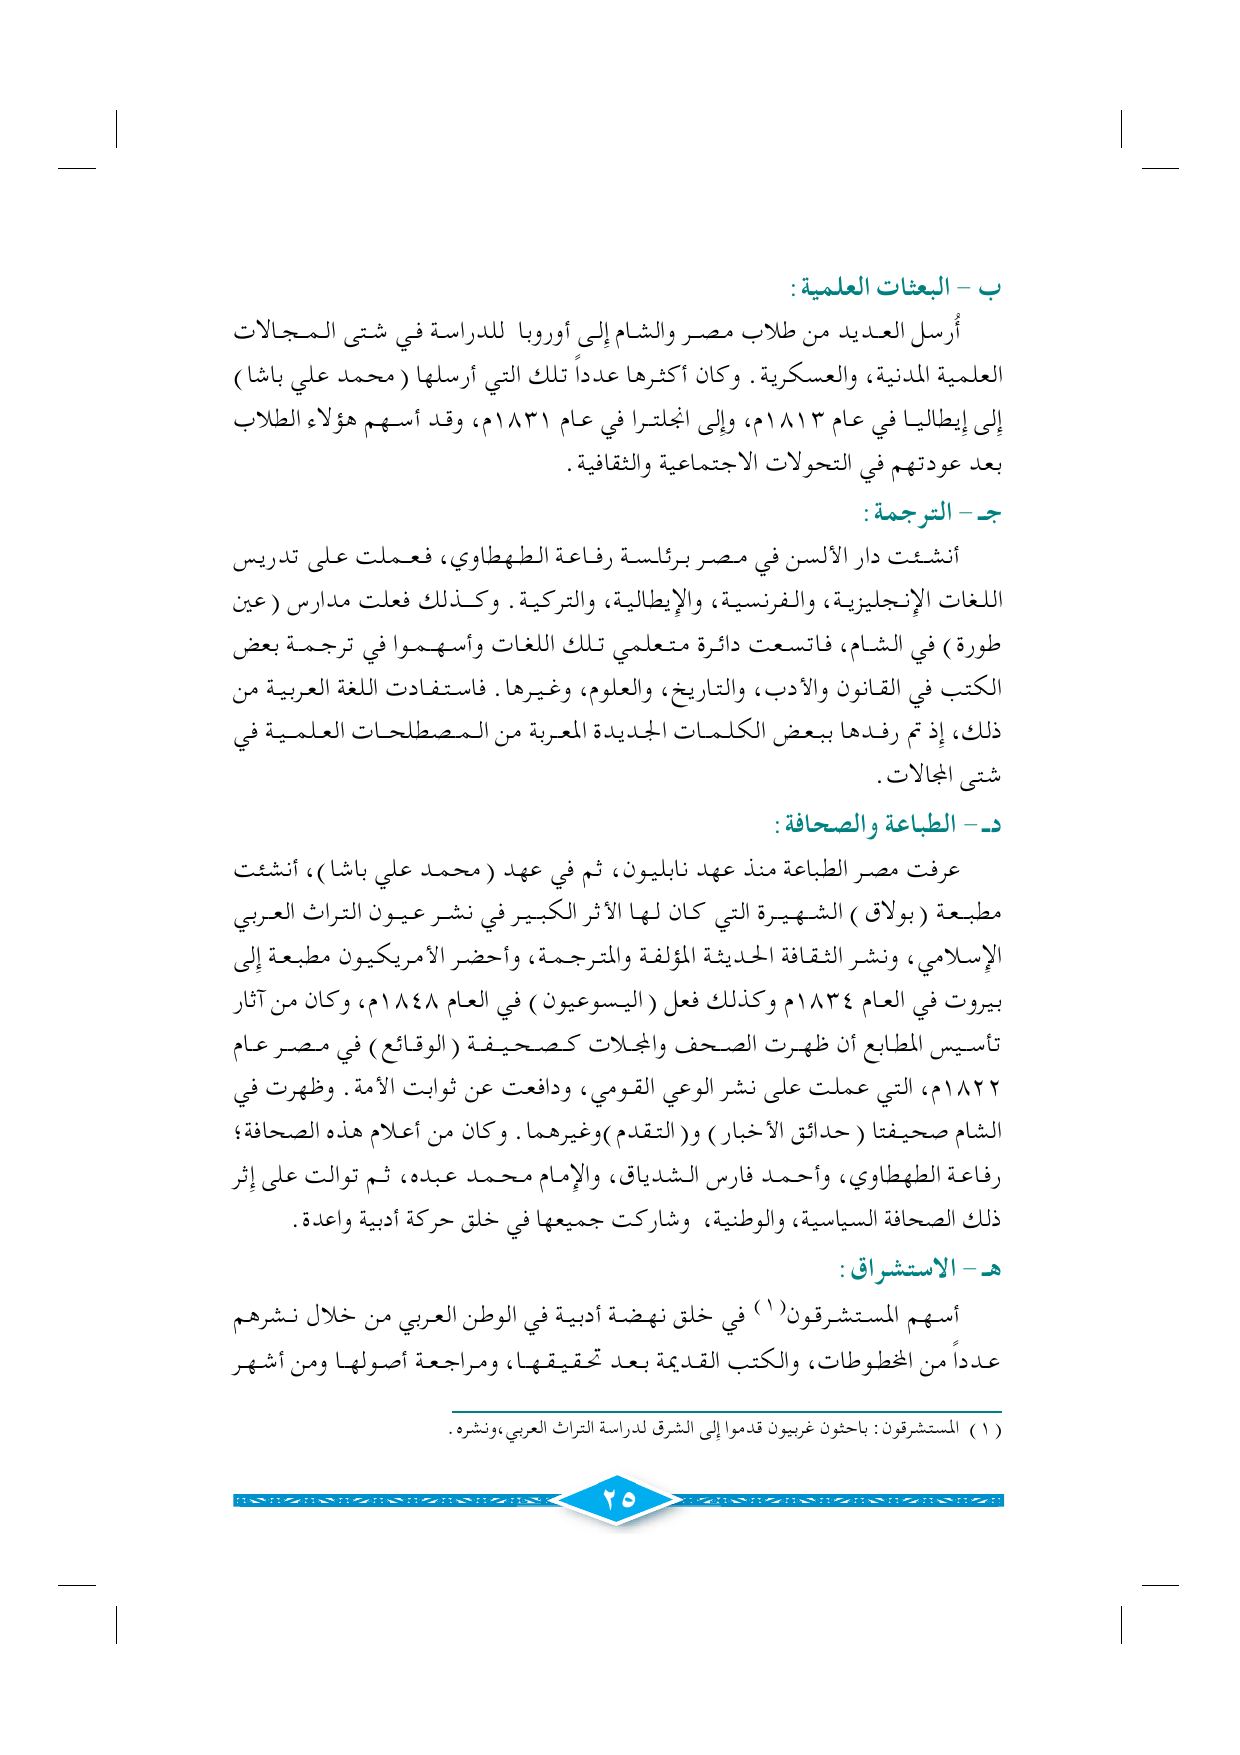 ب – البعثات العلمية :
أُرسل العديد من طلاب مصر والشام إلى أوروبا للدراسة في شتى المجالات
العلمية المدنية، والعسكرية . وكان أكثرها عدداً تلك التي أرسلها ( محمد علي باشا )
إلى إيطاليا في عام ١٨١٣م، وإلى انجلترا في عام ١٨٣١م، وقد أسهم هؤلاء الطلاب
بعد عودتهم في التحولات الاجتماعية والثقافية .
جـ – الترجمة :
أنشئت دار الألسن في مصر برئلسة رفاعة الطهطاوي، فعملت على تدريس
اللغات الإنجليزية، والفرنسية، والإيطالية، والتركية . وكذلك فعلت مدارس ( عين
طورة ) في الشام، فاتسعت دائرة متعلمي تلك اللغات وأسهموا في ترجمة بعض
الكتب في القانون والأدب، والتاريخ، والعلوم، وغيرها . فاستفادت اللغة العربية من
ذلك، إذ تم رفدها ببعض الكلمات الجديدة المعربة من المصطلحات العلمية في
شتى المجالات .
دـ – الطباعة والصحافة :
عرفت مصر الطباعة منذ عهد نابليون، ثم في عهد ( محمد علي باشا )، أنشئت
مطبعة ( بولاق ) الشهيرة التي كان لها الأثر الكبير في نشر عيون التراث العربي
الإسلامي، ونشر الثقافة الحديثة المؤلفة والمترجمة، وأحضر الأمريكيون مطبعة إلى
بيروت في العام ١٨٣٤م وكذلك فعل ( اليسوعيون ) في العام ١٨٤٨م، وكان من آثار
تأسيس المطابع أن ظهرت الصحف والمجلات كصحيفة ( الوقائع ) في مصر عام
١٨٢٢م، التي عملت على نشر الوعي القومي، ودافعت عن ثوابت الأمة . وظهرت في
الشام صحيفتا ( حدائق الأخبار ) و( التقدم )وغيرهما . وكان من أعلام هذه الصحافة؛
رفاعة الطهطاوي، وأحمد فارس الشدياق، والإمام محمد عبده، ثم توالت على إثر
ذلك الصحافة السياسية، والوطنية، وشاركت جميعها في خلق حركة أدبية واعدة .
هـ – الاستشراق :
أسهم المستشرقون(١) في خلق نهضة أدبية في الوطن العربي من خلال نشرهم
عدداً من المخطوطات، والكتب القديمة بعد تحقيقها، ومراجعة أصولها ومن أشهر
( ١ ) المستشرقون : باحثون غربيون قدموا إلى الشرق لدراسة التراث العربي،ونشره .
٢٥